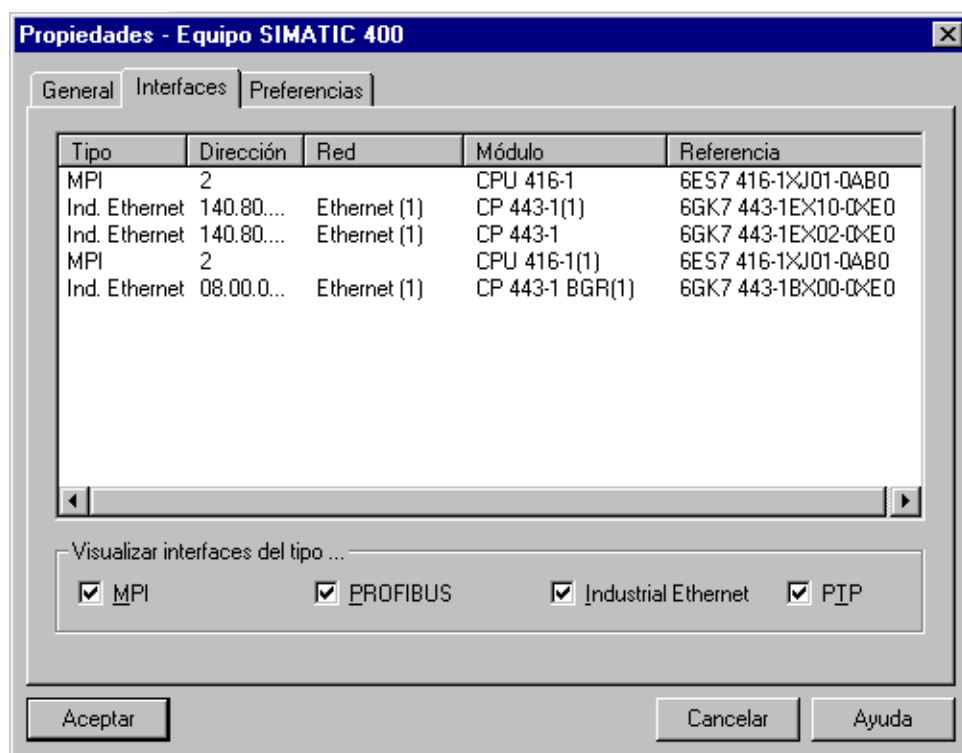 Propiedades - Equipo SIMATIC 400
General Interfaces Preferencias
Tipo Dirección Red Módulo Referencia
MPI 2 CPU 416-1 6ES7 416-1XJ01-0AB0
Ind. Ethernet 140.80.... Ethernet (1) CP 443-1(1) 6GK7 443-1EX10-0XE0
Ind. Ethernet 140.80.... Ethernet (1) CP 443-1 6GK7 443-1EX02-0XE0
MPI 2 CPU 416-1(1) 6ES7 416-1XJ01-0AB0
Ind. Ethernet 08.00.0... Ethernet (1) CP 443-1 BGR(1) 6GK7 443-1BX00-0XE0
Visualizar interfaces del tipo ...
MPI PROFIBUS Industrial Ethernet PTP
Aceptar Cancelar Ayuda